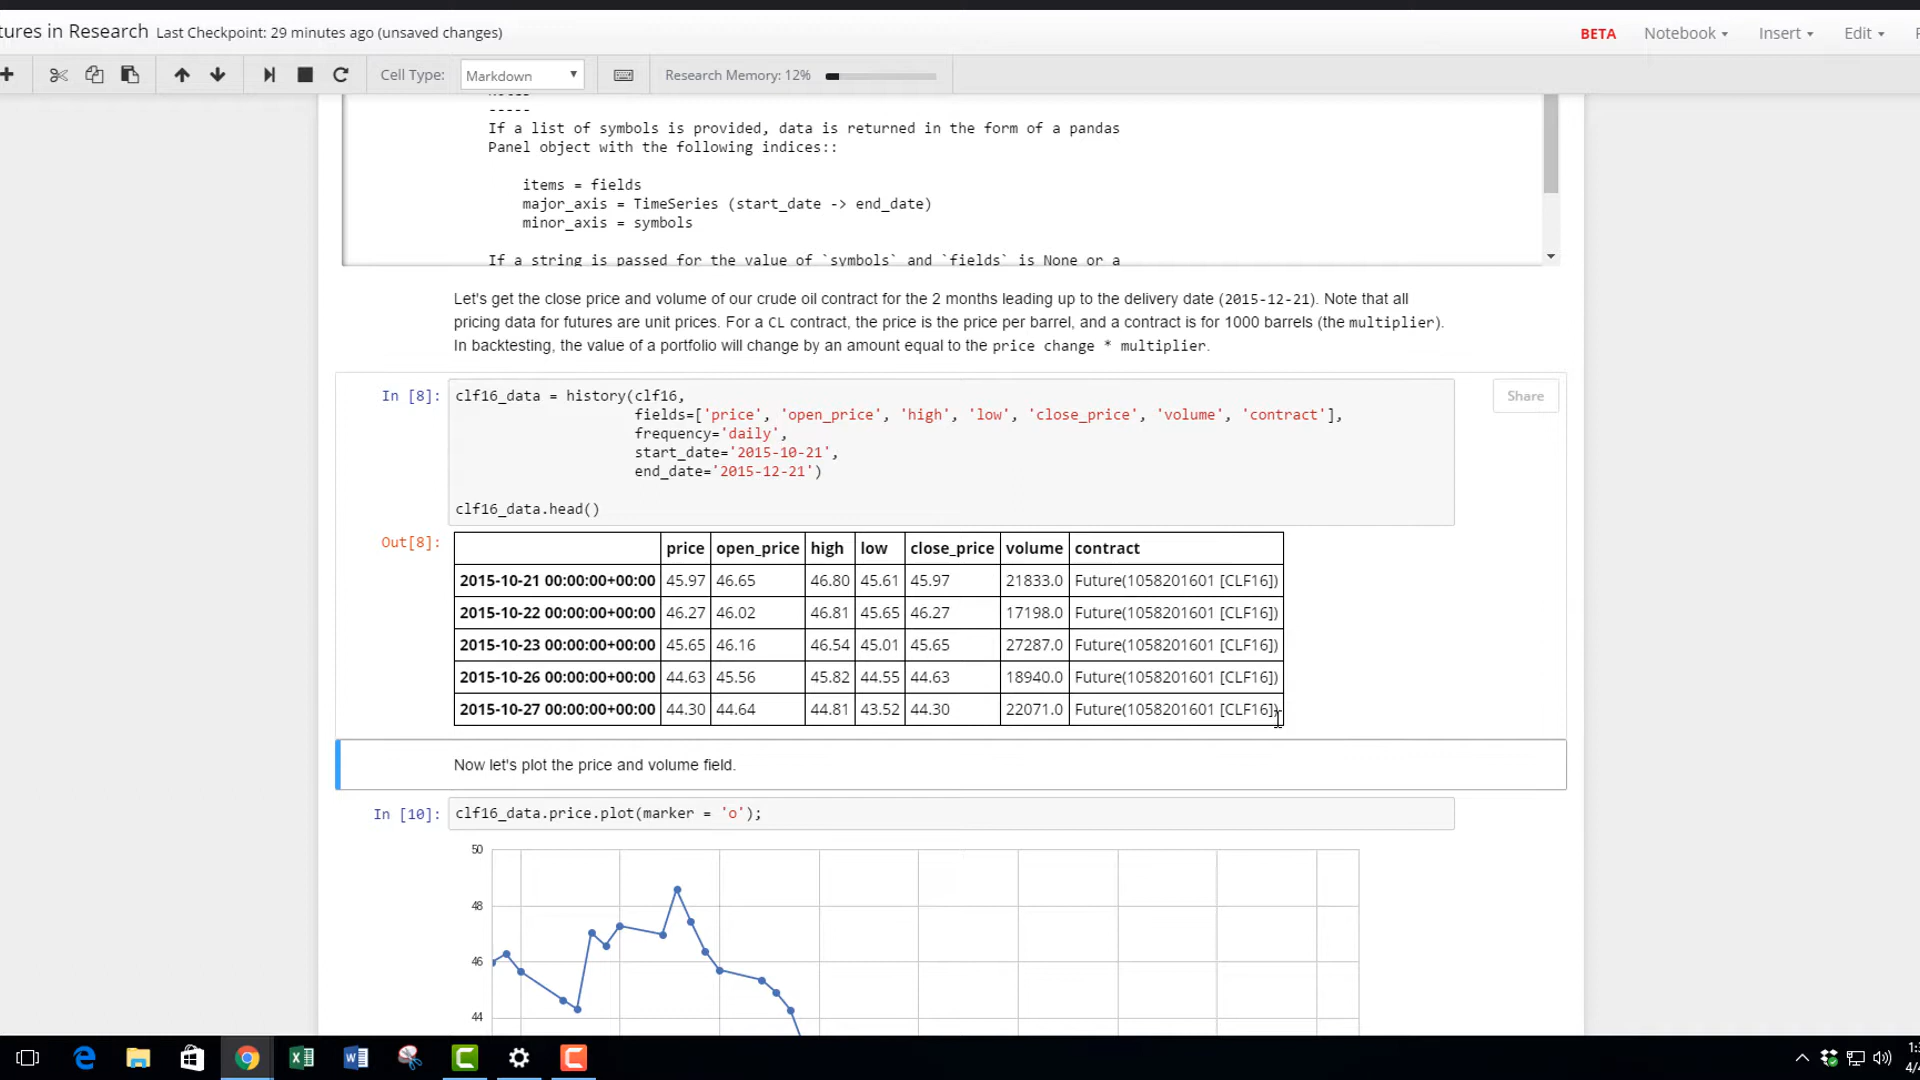 tures in Research Last Checkpoint: 29 minutes ago (unsaved changes)
BETA Notebook Insert Edit
Cell Type: Markdown Research Memory: 12%
-----
If a list of symbols is provided, data is returned in the form of a pandas
Panel object with the following indices::
items = fields
major_axis = TimeSeries (start_date -> end_date)
minor_axis = symbols
If a string is passed for the value of `symbols` and `fields` is None or a
Let's get the close price and volume of our crude oil contract for the 2 months leading up to the delivery date (2015-12-21). Note that all
pricing data for futures are unit prices. For a CL contract, the price is the price per barrel, and a contract is for 1000 barrels (the multiplier).
In backtesting, the value of a portfolio will change by an amount equal to the price change * multiplier.
In [8]: clf16_data = history(clf16,
fields=['price', 'open_price', 'high', 'low', 'close_price', 'volume', 'contract'],
frequency='daily',
start_date='2015-10-21',
end_date='2015-12-21')
clf16_data.head()
Share
Out[8]:
price open_price high low close_price volume contract
2015-10-21 00:00:00+00:00 45.97 46.65 46.80 45.61 45.97 21833.0 Future(1058201601 [CLF16])
2015-10-22 00:00:00+00:00 46.27 46.02 46.81 45.65 46.27 17198.0 Future(1058201601 [CLF16])
2015-10-23 00:00:00+00:00 45.65 46.16 46.54 45.01 45.65 27287.0 Future(1058201601 [CLF16])
2015-10-26 00:00:00+00:00 44.63 45.56 45.82 44.55 44.63 18940.0 Future(1058201601 [CLF16])
2015-10-27 00:00:00+00:00 44.30 44.64 44.81 43.52 44.30 22071.0 Future(1058201601 [CLF16])
Now let's plot the price and volume field.
In [10]: clf16_data.price.plot(marker = 'o');
50
48
46
44